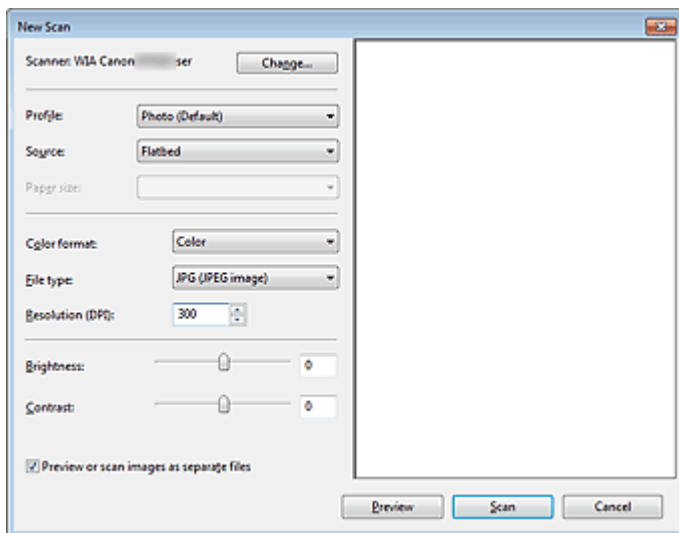 New Scan
Scanner: WIA Canon ser Change...
Profile: Photo (Default)
Source: Flatbed
Paper size:
Color format: Color
File type: JPG (JPEG image)
Resolution (DPI): 300
Brightness: 0
Contrast: 0
Preview or scan images as separate files
Preview Scan Cancel